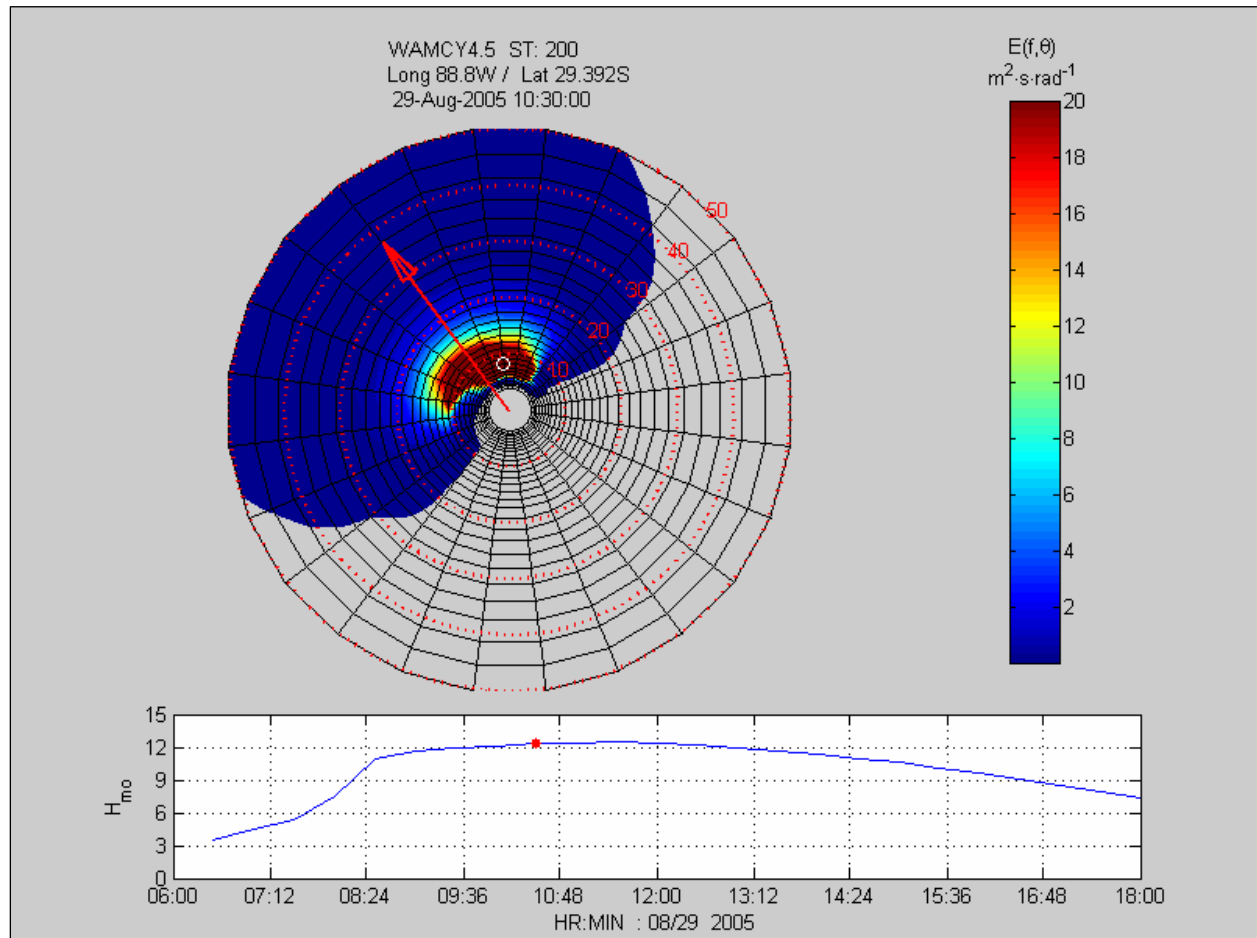 WAMCY4.5 ST: 200
Long 88.8W / Lat 29.392S
29-Aug-2005 10:30:00
E(f,θ)
m²·s·rad⁻¹
20
18
16
14
12
10
8
6
4
2
50
40
30
20
10
15
12
9
6
3
0
Hmo
06:00 07:12 08:24 09:36 10:48 12:00 13:12 14:24 15:36 16:48 18:00
HR:MIN : 08/29 2005